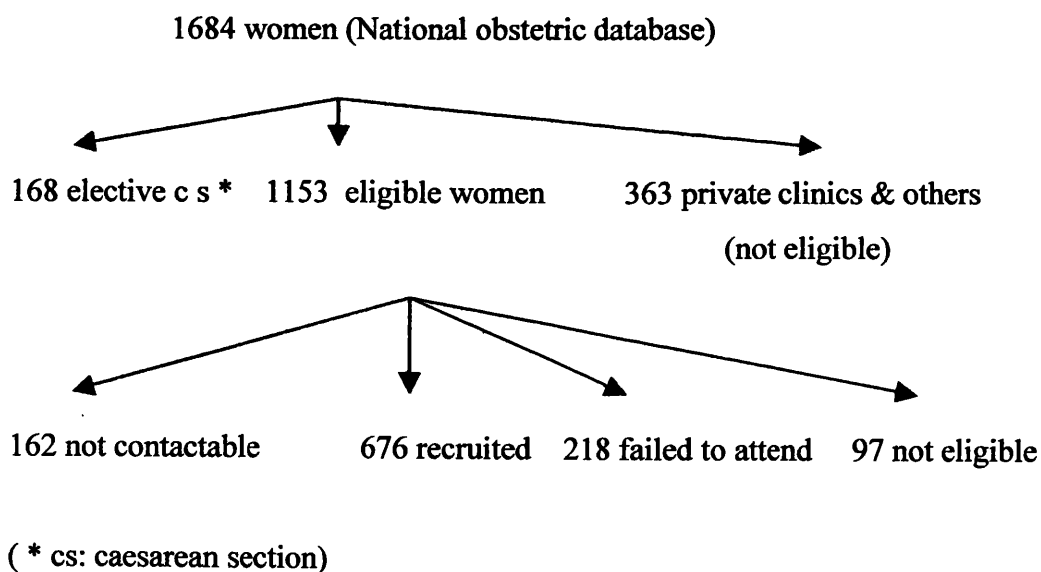 1684 women (National obstetric database)
168 elective c s * 1153 eligible women 363 private clinics & others
(not eligible)
162 not contactable 676 recruited 218 failed to attend 97 not eligible
( * cs: caesarean section)